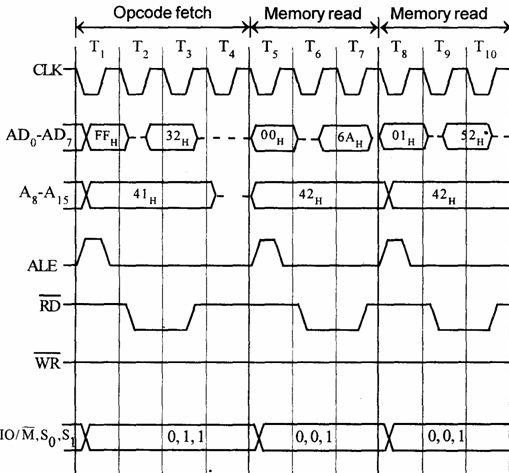 Opcode fetch Memory read Memory read
T1 T2 T3 T4 T5 T6 T7 T8 T9 T10
CLK
AD0-AD7 FFH 32H 00H 6AH 01H 52H
A8-A15 41H 42H 42H
ALE
RD
WR
IO/M, S0, S1 0, 1, 1 0, 0, 1 0, 0, 1